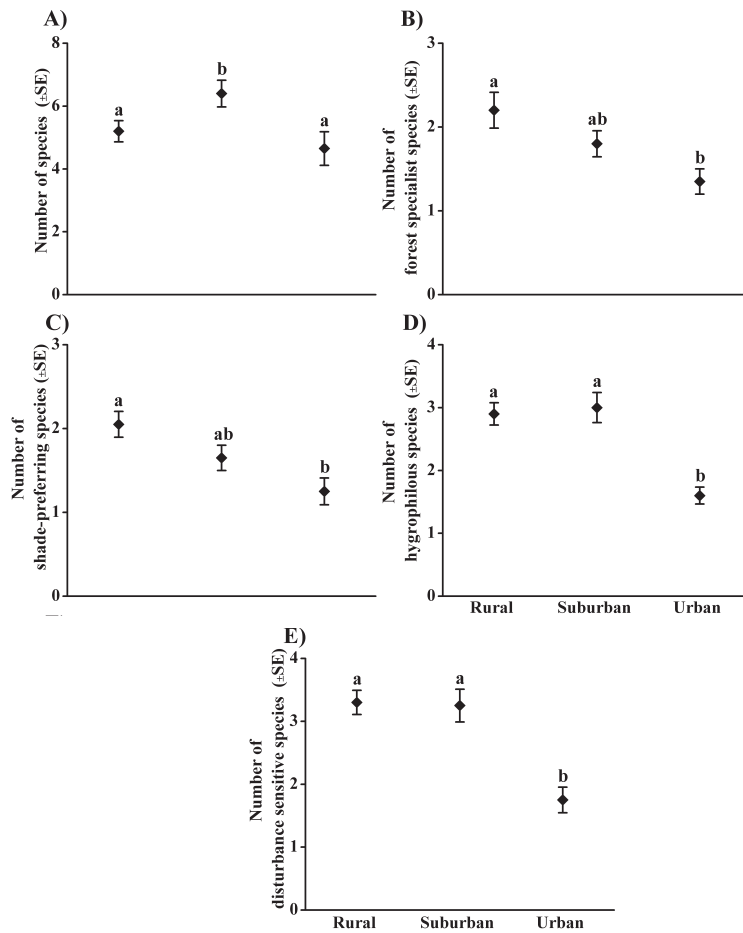 A)
Number of species (±SE)
8
6
4
2
0
a
b
a
B)
Number of
forest specialist species (±SE)
3
2
1
0
a
ab
b
C)
Number of
shade-preferring species (±SE)
3
2
1
0
a
ab
b
D)
Number of
hygrophilous species (±SE)
4
3
2
1
0
a
a
b
Rural Suburban Urban
E)
Number of
disturbance sensitive species (±SE)
4
3
2
1
0
a
a
b
Rural Suburban Urban